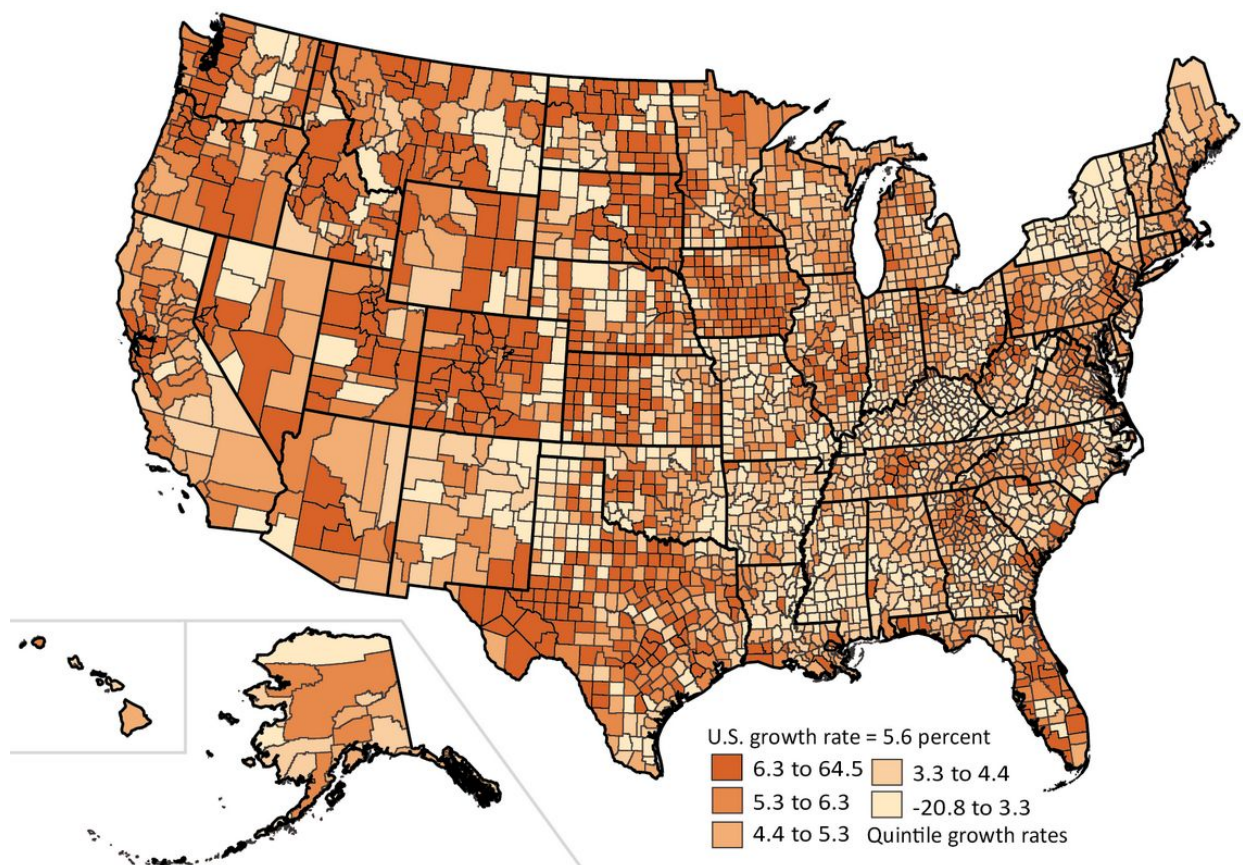 U.S. growth rate = 5.6 percent
6.3 to 64.5
3.3 to 4.4
5.3 to 6.3
-20.8 to 3.3
4.4 to 5.3
Quintile growth rates